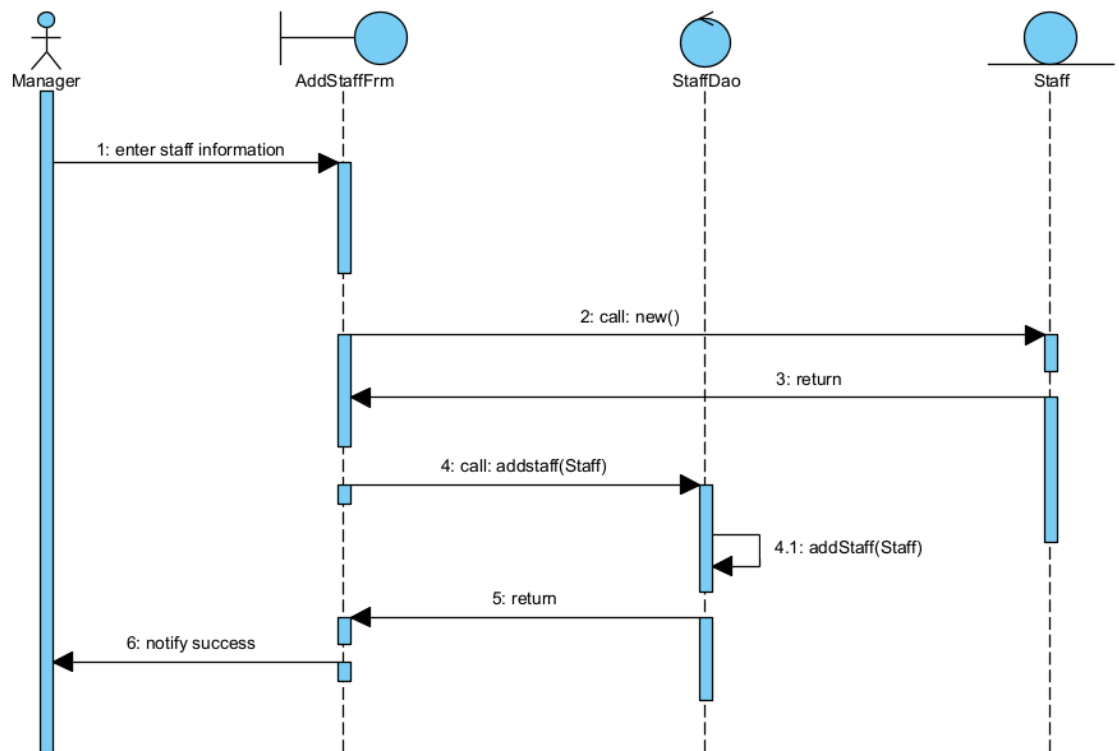 Manager
AddStaffFrm
StaffDao
Staff
1: enter staff information
2: call: new()
3: return
4: call: addstaff(Staff)
4.1: addStaff(Staff)
5: return
6: notify success